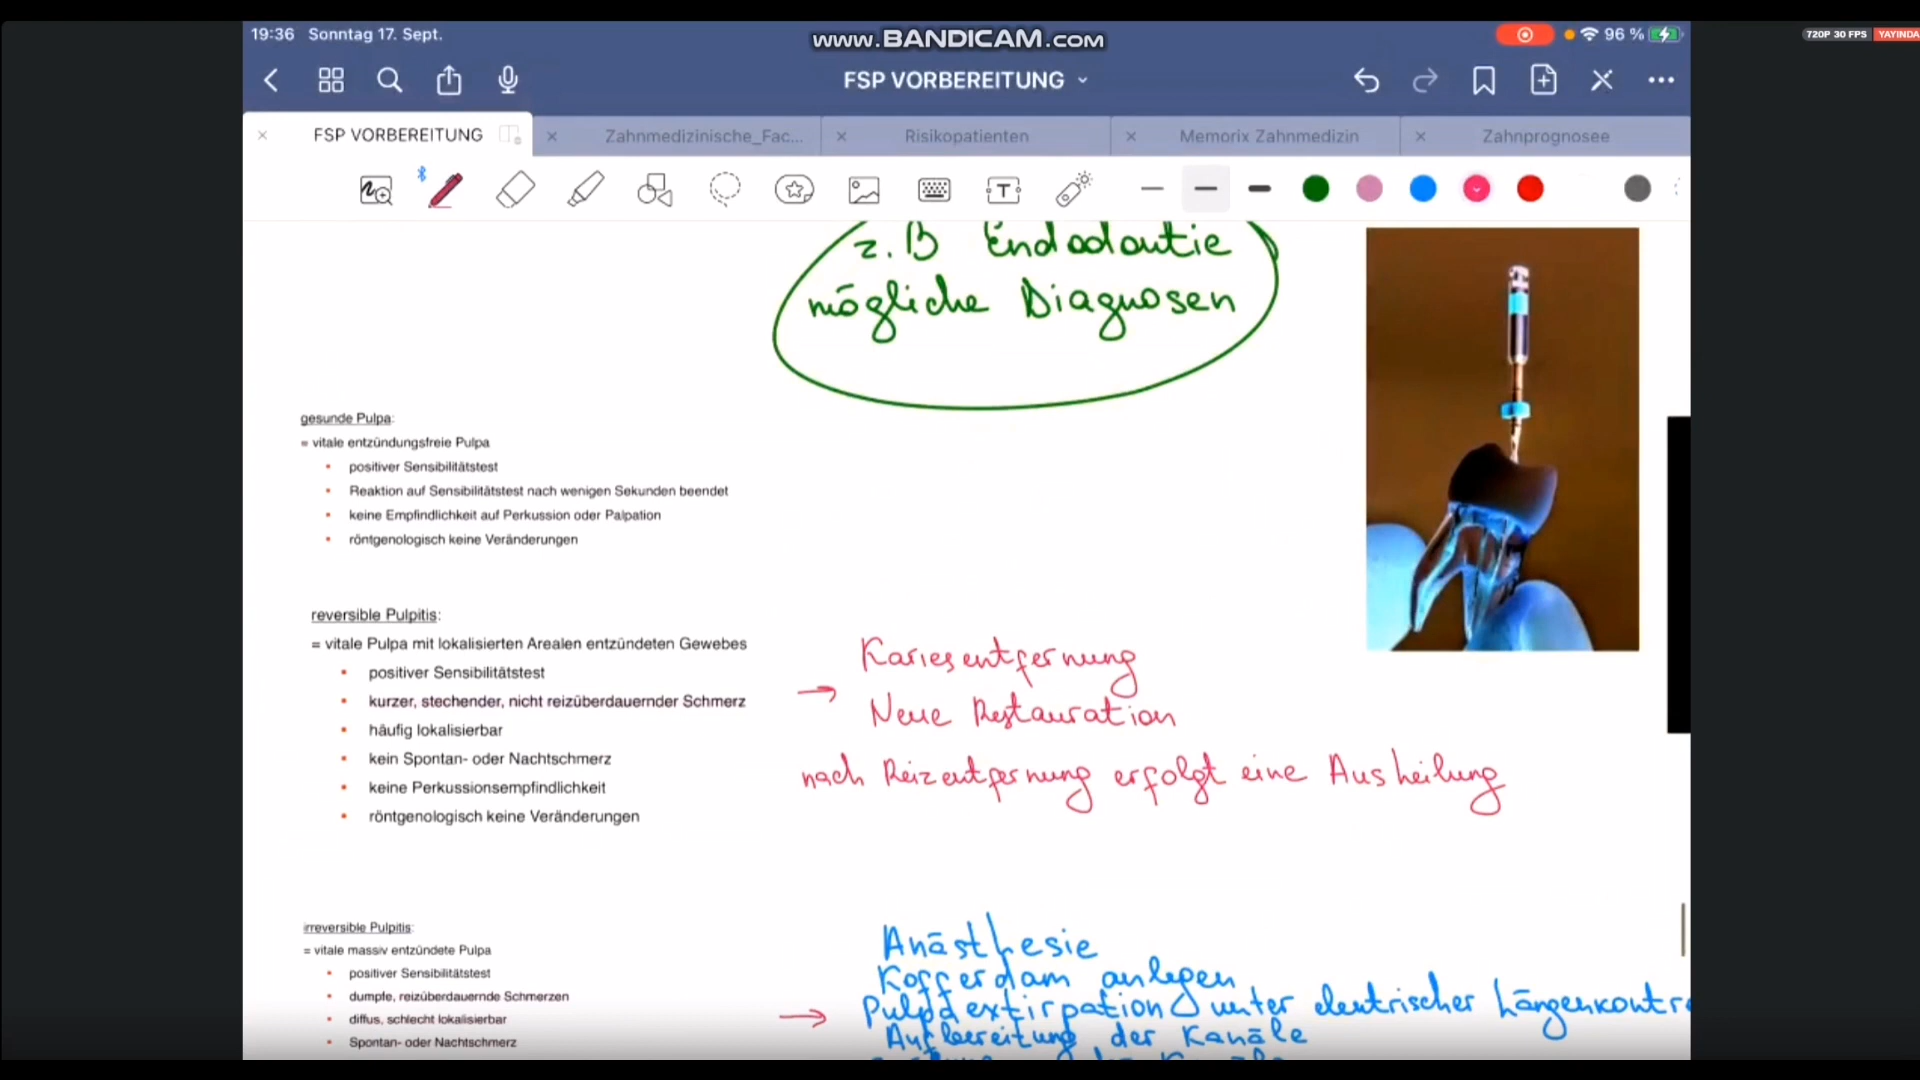 19:36 Sonntag 17. Sept.
www.BANDICAM.com
96 %
720P 30 FPS
YAYINDA
FSP VORBEREITUNG
FSP VORBEREITUNG
Zahnmedizinische_Fac...
Risikopatienten
Memorix Zahnmedizin
Zahnprognosee
z.B Endodontie
mögliche Diagnosen
gesunde Pulpa:
= vitale entzündungsfreie Pulpa
• positiver Sensibilitätstest
• Reaktion auf Sensibilitätstest nach wenigen Sekunden beendet
• keine Empfindlichkeit auf Perkussion oder Palpation
• röntgenologisch keine Veränderungen
reversible Pulpitis:
= vitale Pulpa mit lokalisierten Arealen entzündeten Gewebes
• positiver Sensibilitätstest
• kurzer, stechender, nicht reizüberdauernder Schmerz
• häufig lokalisierbar
• kein Spontan- oder Nachtschmerz
• keine Perkussionsempfindlichkeit
• röntgenologisch keine Veränderungen
→ Kariesentfernung
Neue Restauration
nach Reizentfernung erfolgt eine Ausheilung
irreversible Pulpitis:
= vitale massiv entzündete Pulpa
• positiver Sensibilitätstest
• dumpfe, reizüberdauernde Schmerzen
• diffus, schlecht lokalisierbar
• Spontan- oder Nachtschmerz
→ Anästhesie
Kofferdam anlegen
Pulpaextirpation unter elektrischer Längenkontr
Aufbereitung der Kanäle